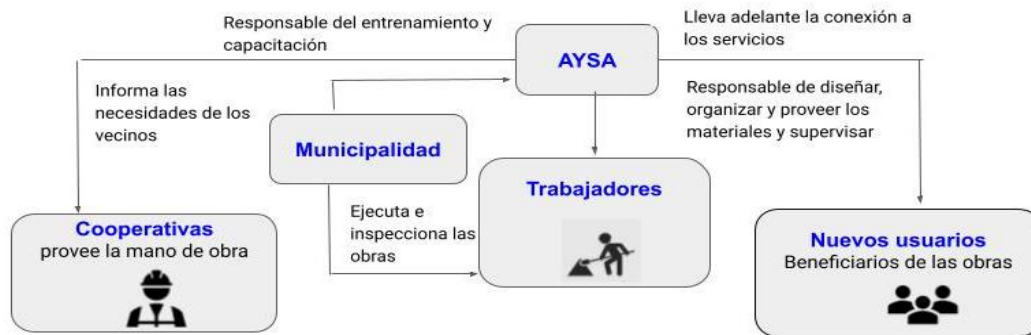 Responsable del entrenamiento y
capacitación
AYSA
Lleva adelante la conexión a
los servicios
Informa las
necesidades de los
vecinos
Municipalidad
Responsable de diseñar,
organizar y proveer los
materiales y supervisar
Trabajadores
Ejecuta e
inspecciona las
obras
Cooperativas
provee la mano de obra
Nuevos usuarios
Beneficiarios de las obras